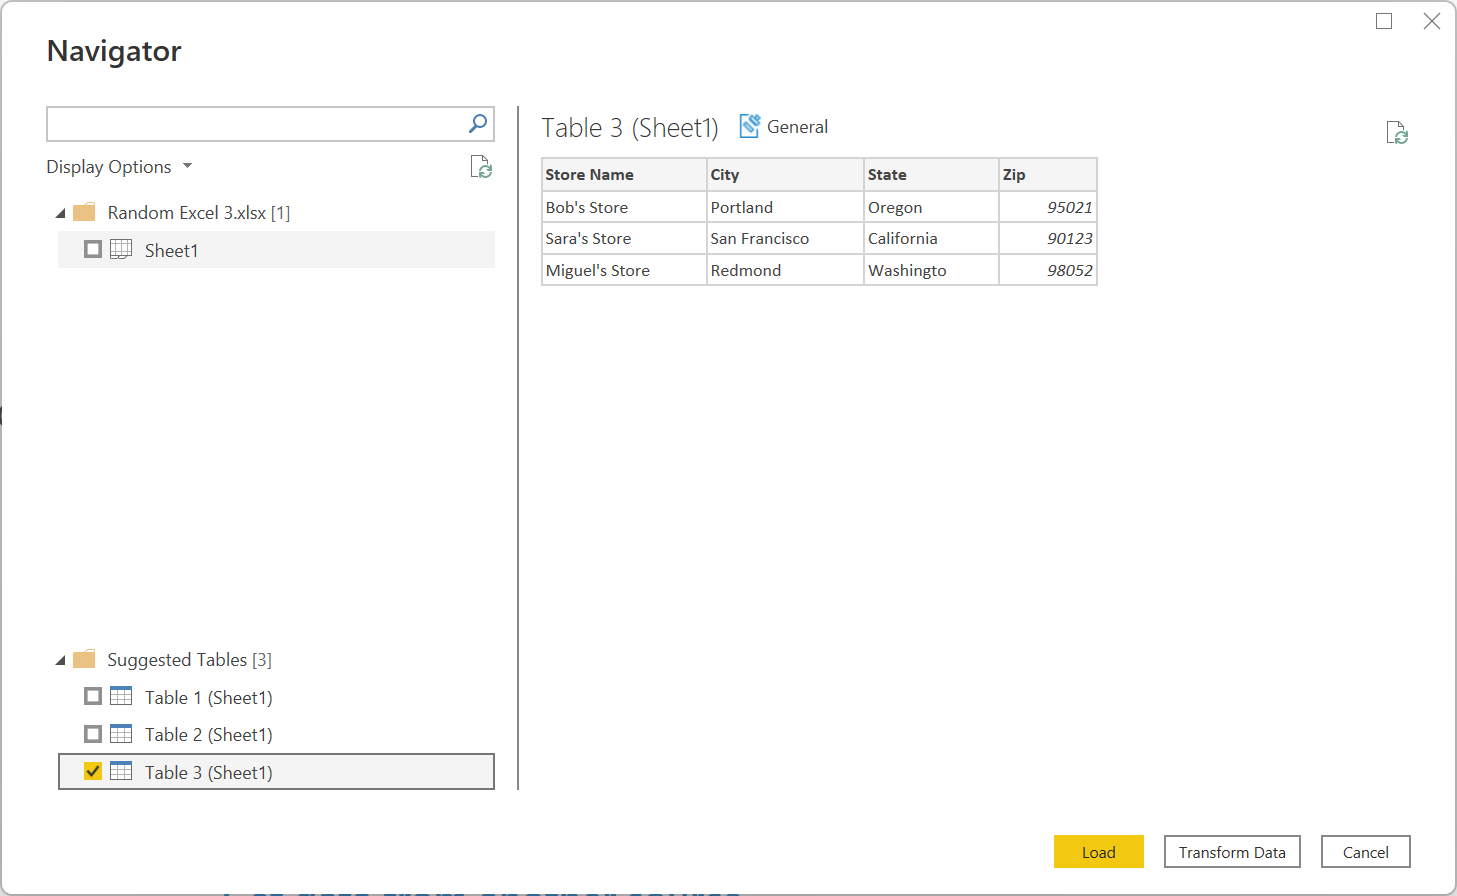 Navigator
Display Options
Random Excel 3.xlsx [1]
Sheet1
Suggested Tables [3]
Table 1 (Sheet1)
Table 2 (Sheet1)
Table 3 (Sheet1)
Table 3 (Sheet1) General
Store Name City State Zip
Bob's Store Portland Oregon 95021
Sara's Store San Francisco California 90123
Miguel's Store Redmond Washingto 98052
Load Transform Data Cancel